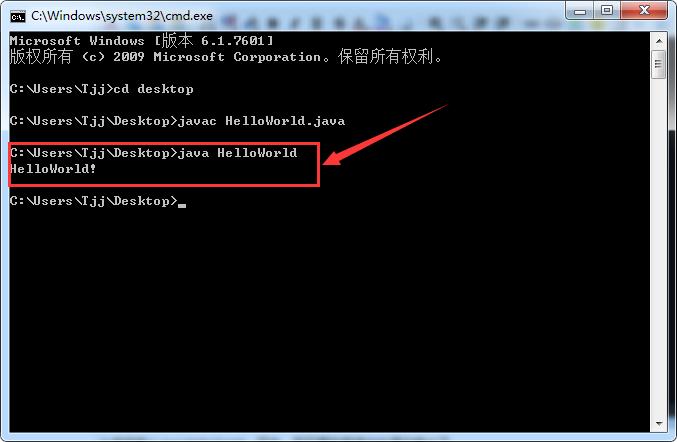 C:\Windows\system32\cmd.exe
Microsoft Windows [版本 6.1.7601]
版权所有 (c) 2009 Microsoft Corporation。保留所有权利。
C:\Users\Tjj>cd desktop
C:\Users\Tjj\Desktop>javac HelloWorld.java
C:\Users\Tjj\Desktop>java HelloWorld
HelloWorld!
C:\Users\Tjj\Desktop>